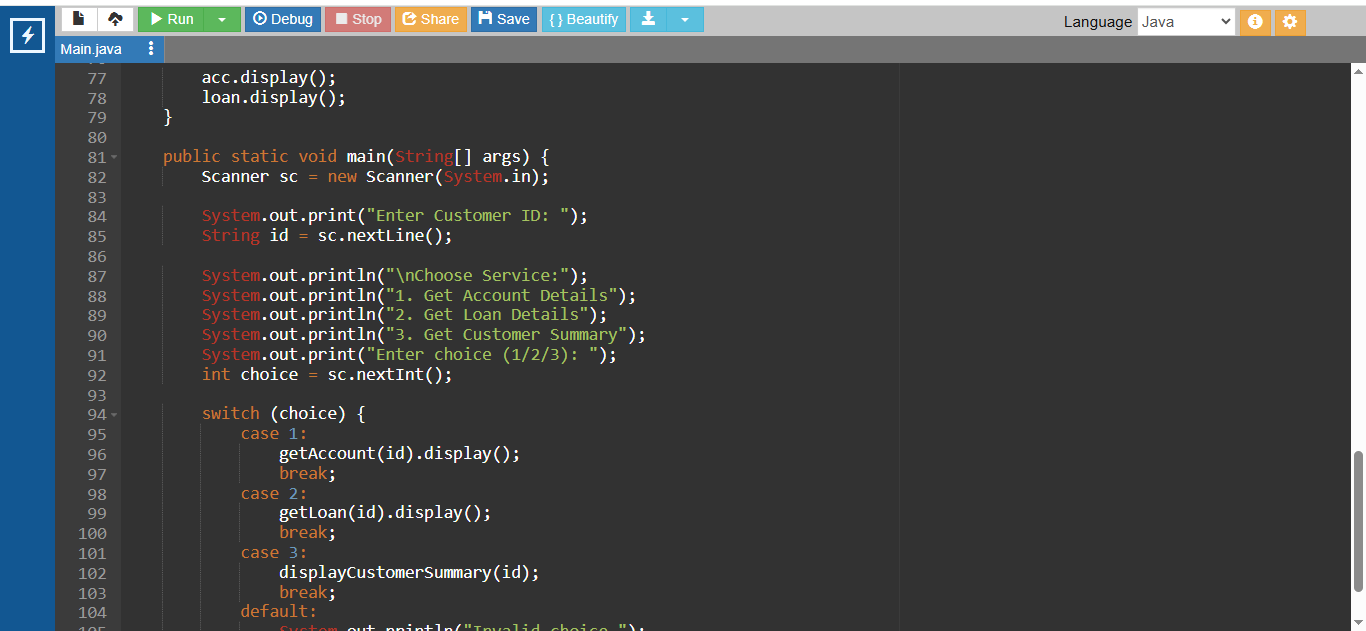 Run Debug Stop Share Save { } Beautify Language Java
Main.java
77 acc.display();
78 loan.display();
79 }
80
81 public static void main(String[] args) {
82 Scanner sc = new Scanner(System.in);
83
84 System.out.print("Enter Customer ID: ");
85 String id = sc.nextLine();
86
87 System.out.println("\nChoose Service:");
88 System.out.println("1. Get Account Details");
89 System.out.println("2. Get Loan Details");
90 System.out.println("3. Get Customer Summary");
91 System.out.print("Enter choice (1/2/3): ");
92 int choice = sc.nextInt();
93
94 switch (choice) {
95 case 1:
96 getAccount(id).display();
97 break;
98 case 2:
99 getLoan(id).display();
100 break;
101 case 3:
102 displayCustomerSummary(id);
103 break;
104 default:
105 System.out.println("Invalid choice.");